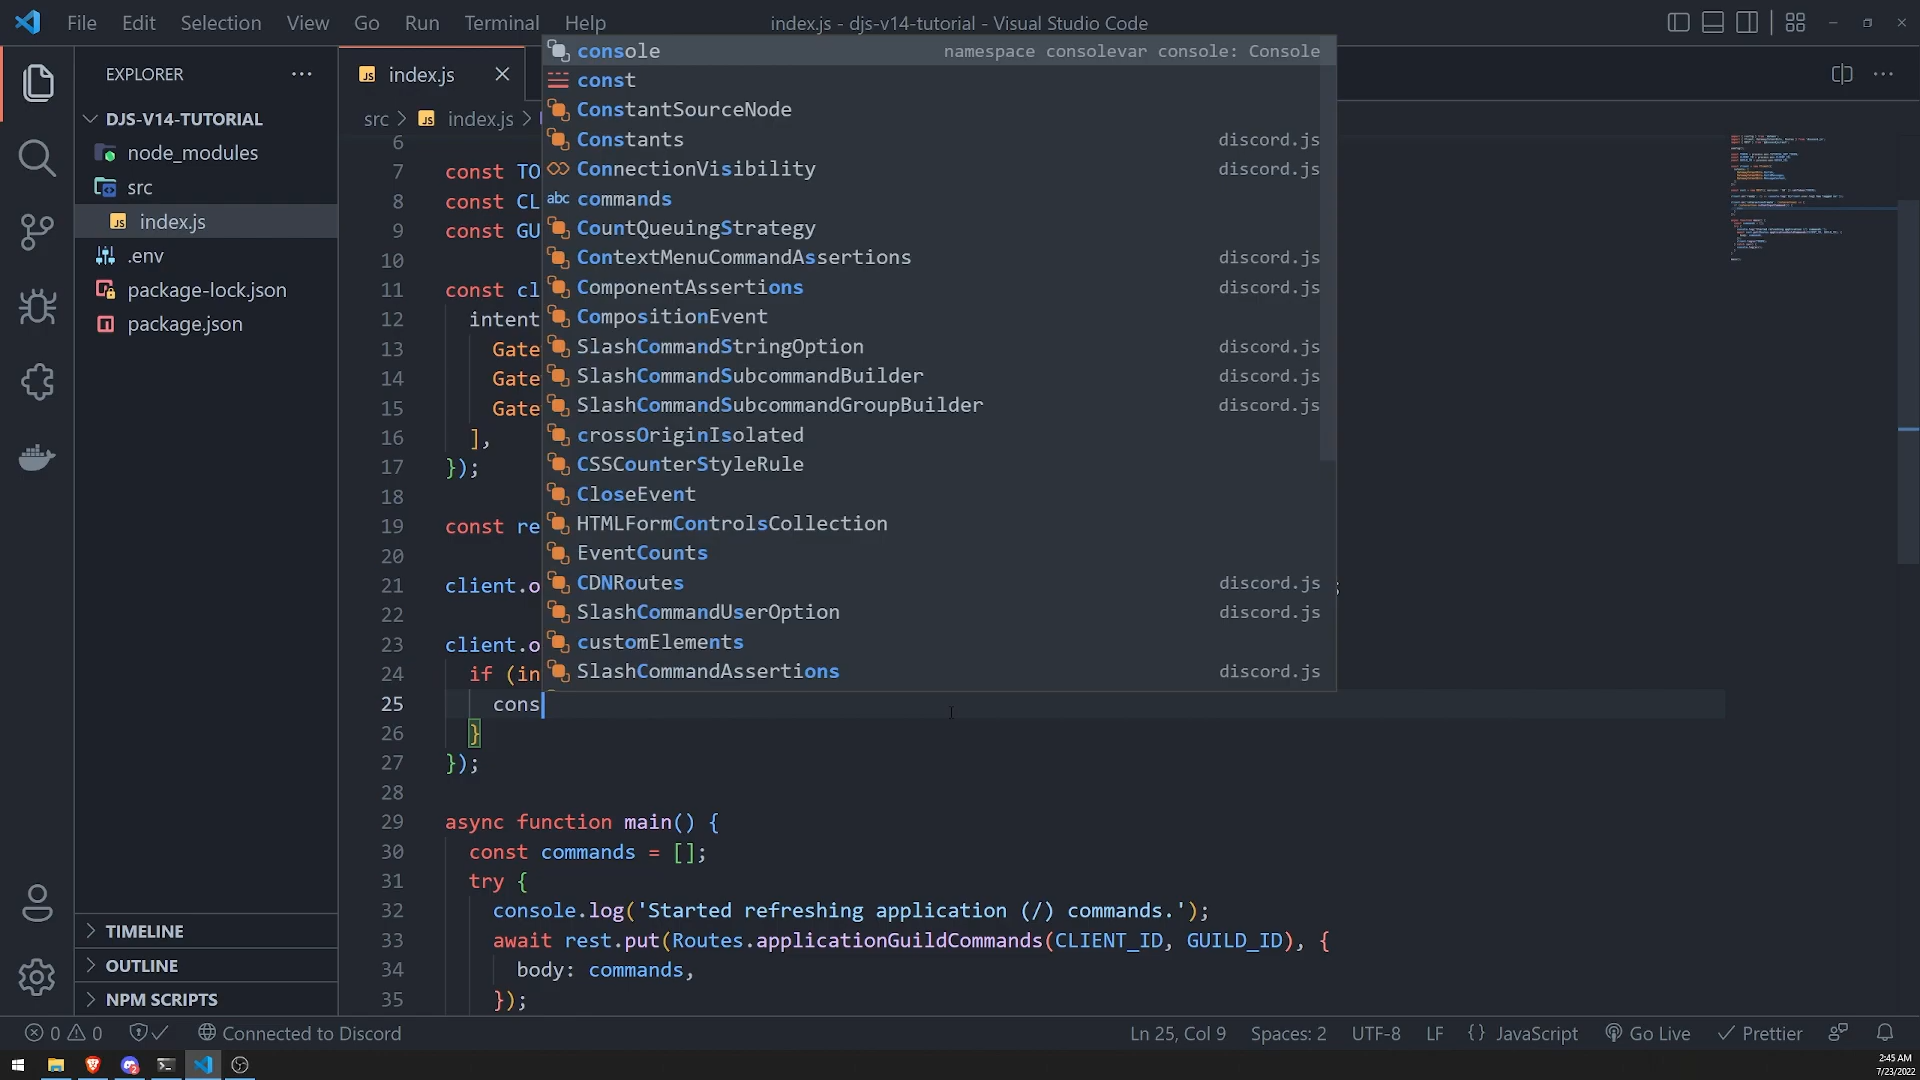 File Edit Selection View Go Run Terminal Help
index.js - djs-v14-tutorial - Visual Studio Code
EXPLORER
DJS-V14-TUTORIAL
node_modules
src
index.js
.env
package-lock.json
package.json
TIMELINE
OUTLINE
NPM SCRIPTS
index.js
src > index.js >
console namespace consolevar console: Console
const
ConstantSourceNode
Constants discord.js
ConnectionVisibility discord.js
abc commands
CountQueuingStrategy
ContextMenuCommandAssertions discord.js
ComponentAssertions discord.js
CompositionEvent
SlashCommandStringOption discord.js
SlashCommandSubcommandBuilder discord.js
SlashCommandSubcommandGroupBuilder discord.js
crossOriginIsolated
CSSCounterStyleRule
CloseEvent
HTMLFormControlsCollection
EventCounts
CDNRoutes discord.js
SlashCommandUserOption discord.js
customElements
SlashCommandAssertions discord.js
6
7 const TO
8 const CL
9 const GU
10
11 const cl
12 intent
13 Gate
14 Gate
15 Gate
16 ],
17 });
18
19 const re
20
21 client.o ;
22
23 client.o
24 if (in
25 cons
26 }
27 });
28
29 async function main() {
30 const commands = [];
31 try {
32 console.log('Started refreshing application (/) commands.');
33 await rest.put(Routes.applicationGuildCommands(CLIENT_ID, GUILD_ID), {
34 body: commands,
35 });
0 0 Connected to Discord Ln 25, Col 9 Spaces: 2 UTF-8 LF {} JavaScript Go Live Prettier
2:45 AM
7/23/2022